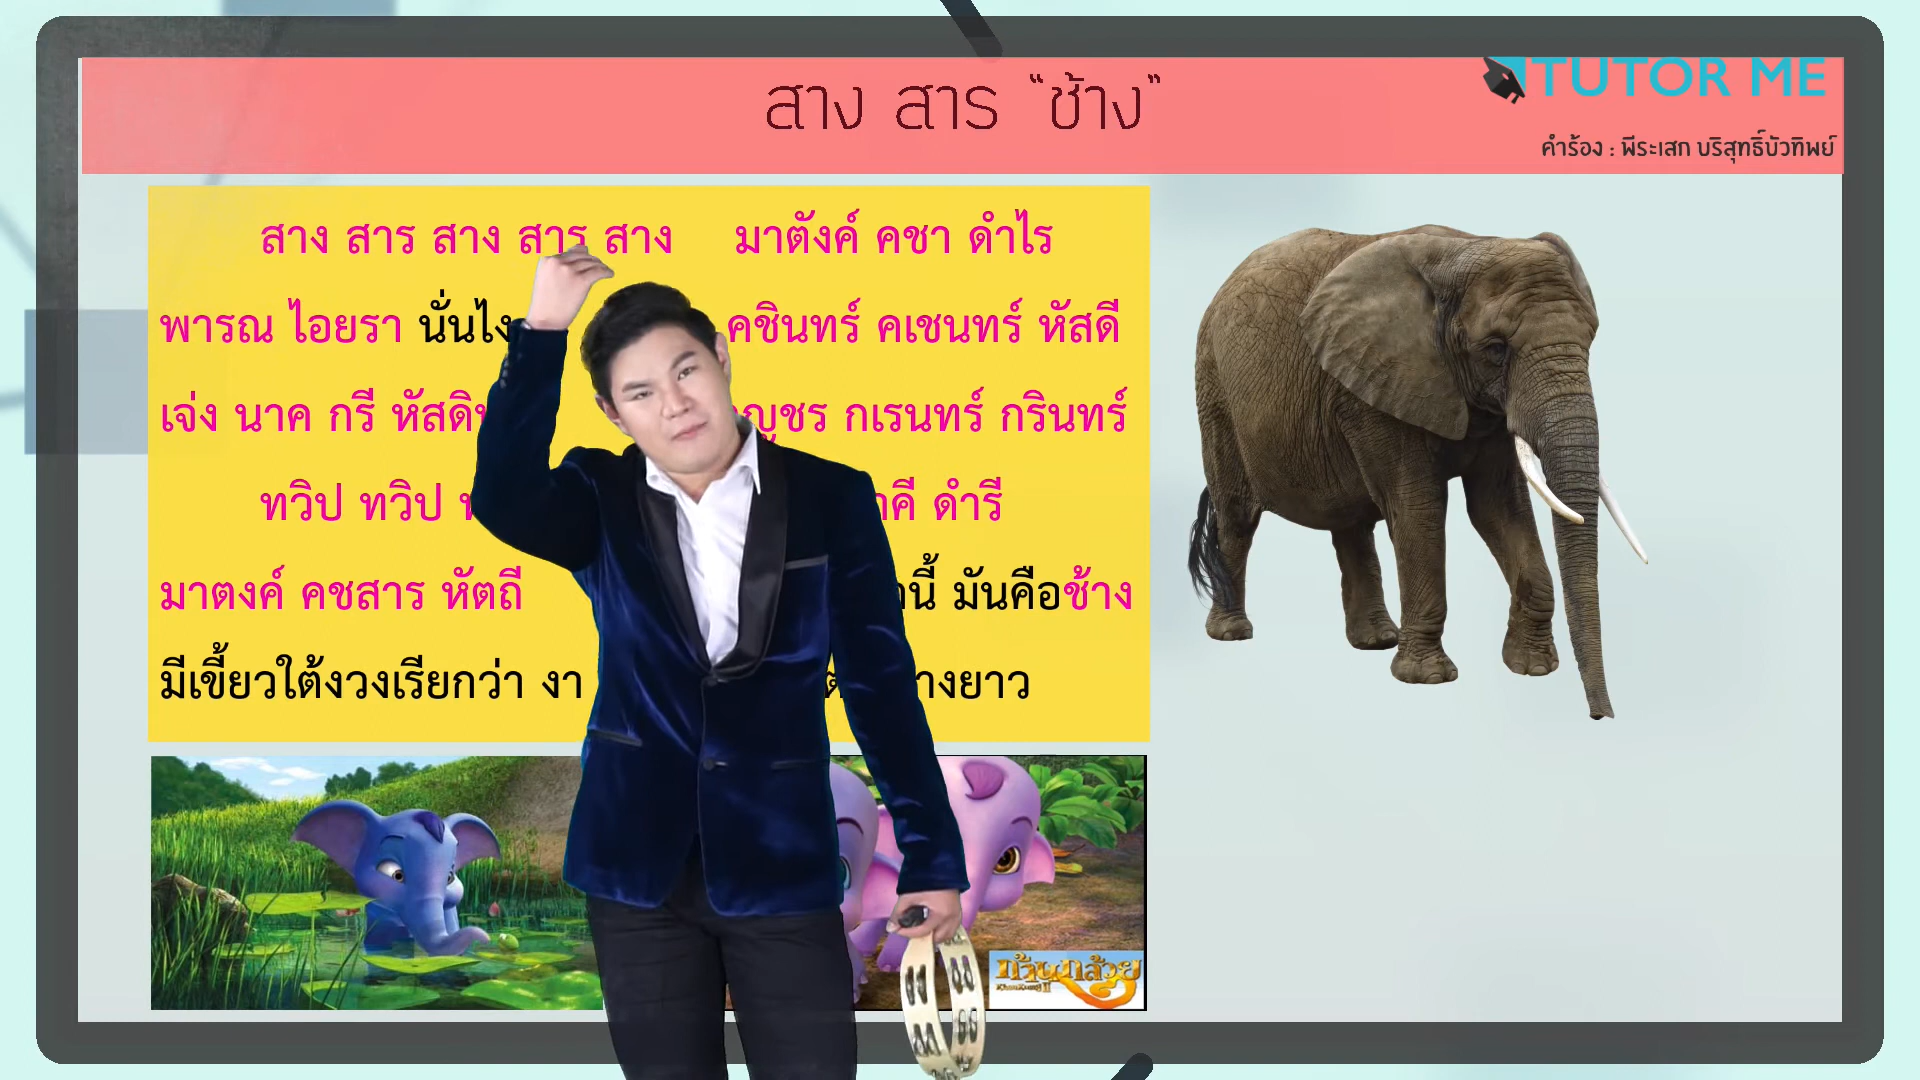 สาง สาร “ช้าง”
TUTOR ME
คำร้อง : พีระเสก บริสุทธิ์บัวทิพย์
สาง สาร สาง สาร สาง มาตังค์ คชา ดำไร
พารณ ไอยรา นั่นไง คชินทร์ คเชนทร์ หัสดี
เจ่ง นาค กรี กเรนทร์ กรินทร์
ทวิป ทวิป ดำรี
มาตงค์ คชสาร หัตถี มันคือช้าง
มีเขี้ยวใต้งวงเรียกว่า งา หางยาว
ก้านกล้วย